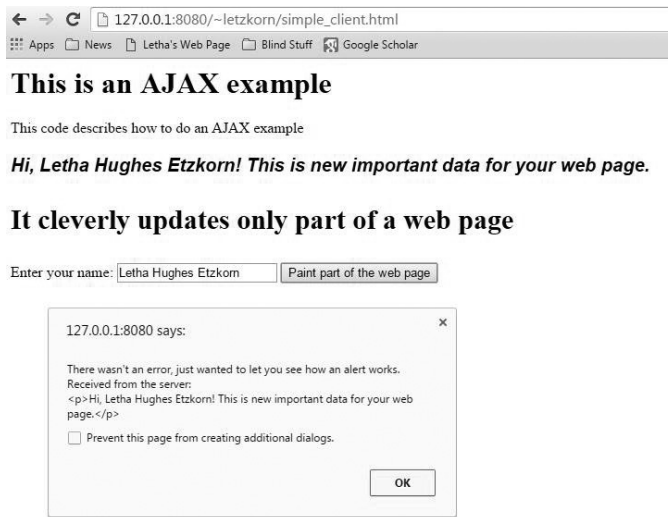 127.0.0.1:8080/~letzkorn/simple_client.html
Apps News Letha's Web Page Blind Stuff Google Scholar
This is an AJAX example
This code describes how to do an AJAX example
Hi, Letha Hughes Etzkorn! This is new important data for your web page.
It cleverly updates only part of a web page
Enter your name: Letha Hughes Etzkorn Paint part of the web page
127.0.0.1:8080 says:
There wasn't an error, just wanted to let you see how an alert works.
Received from the server:
<p>Hi, Letha Hughes Etzkorn! This is new important data for your web
page.</p>
Prevent this page from creating additional dialogs.
OK